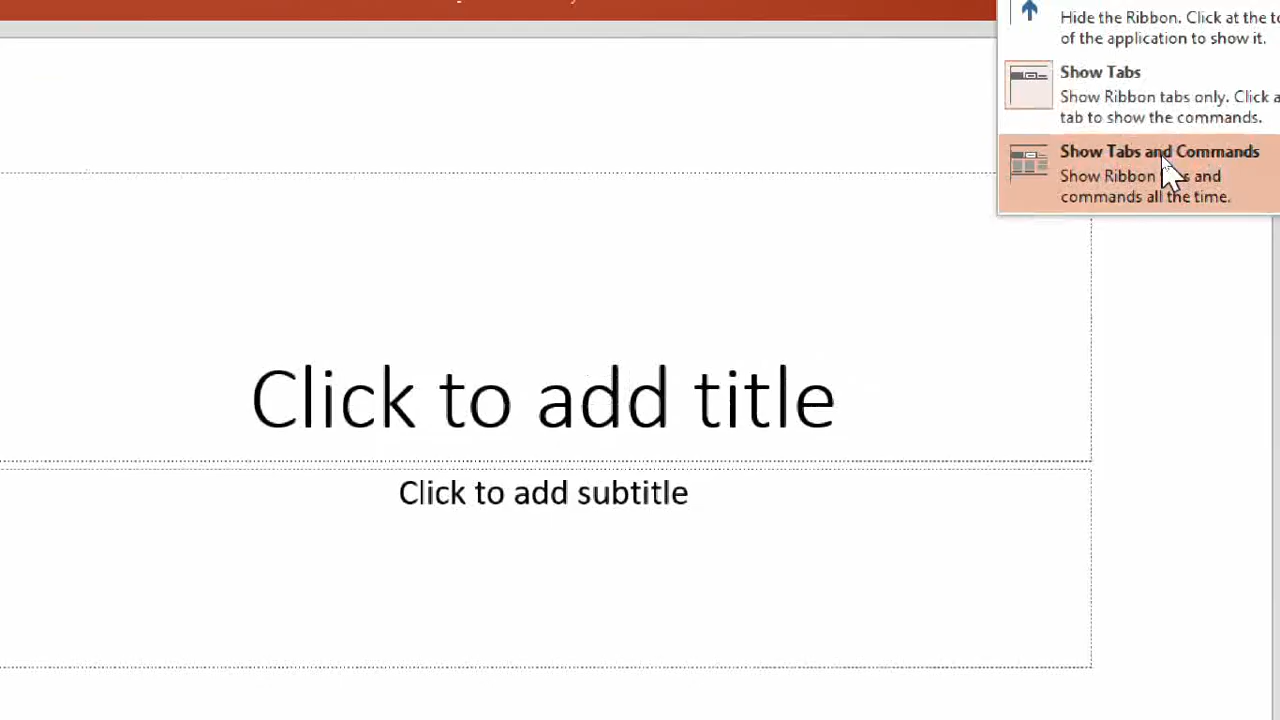 Hide the Ribbon. Click at the
of the application to show it.
Show Tabs
Show Ribbon tabs only. Click
tab to show the commands.
Show Tabs and Commands
Show Ribbon and
commands all the time.
Click to add title
Click to add subtitle